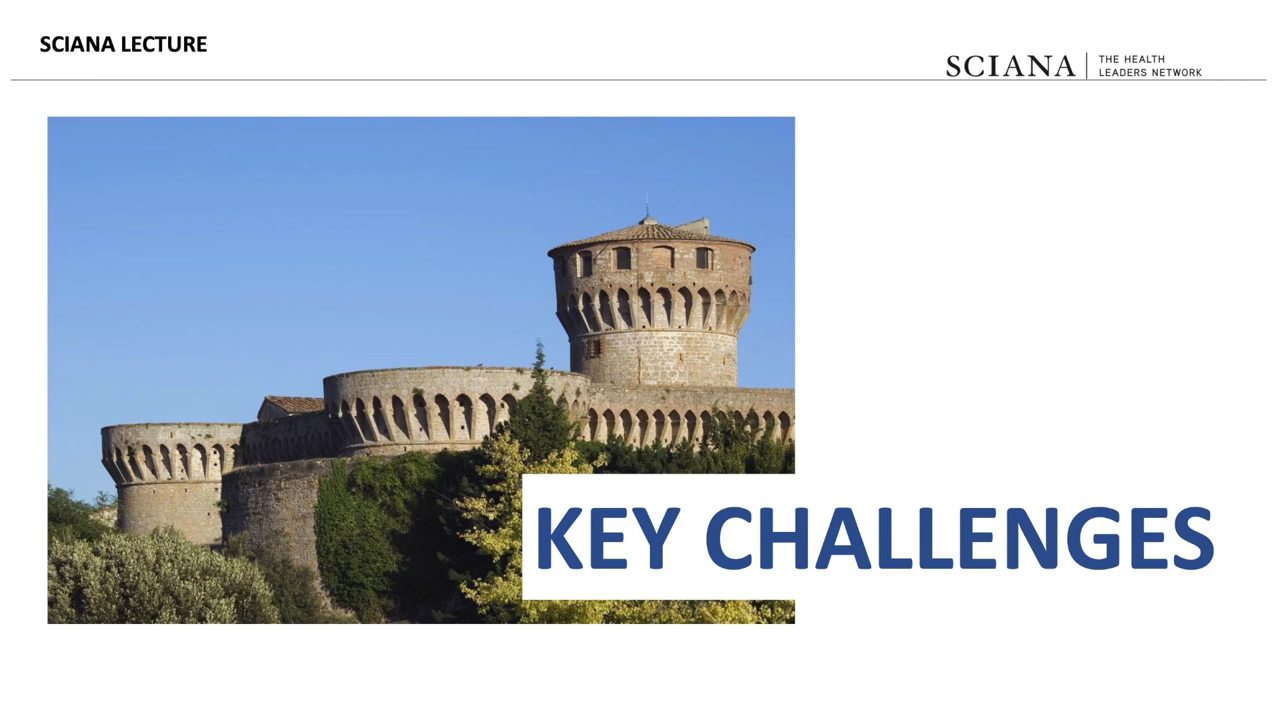 SCIANA LECTURE
SCIANA
THE HEALTH
LEADERS NETWORK
KEY CHALLENGES